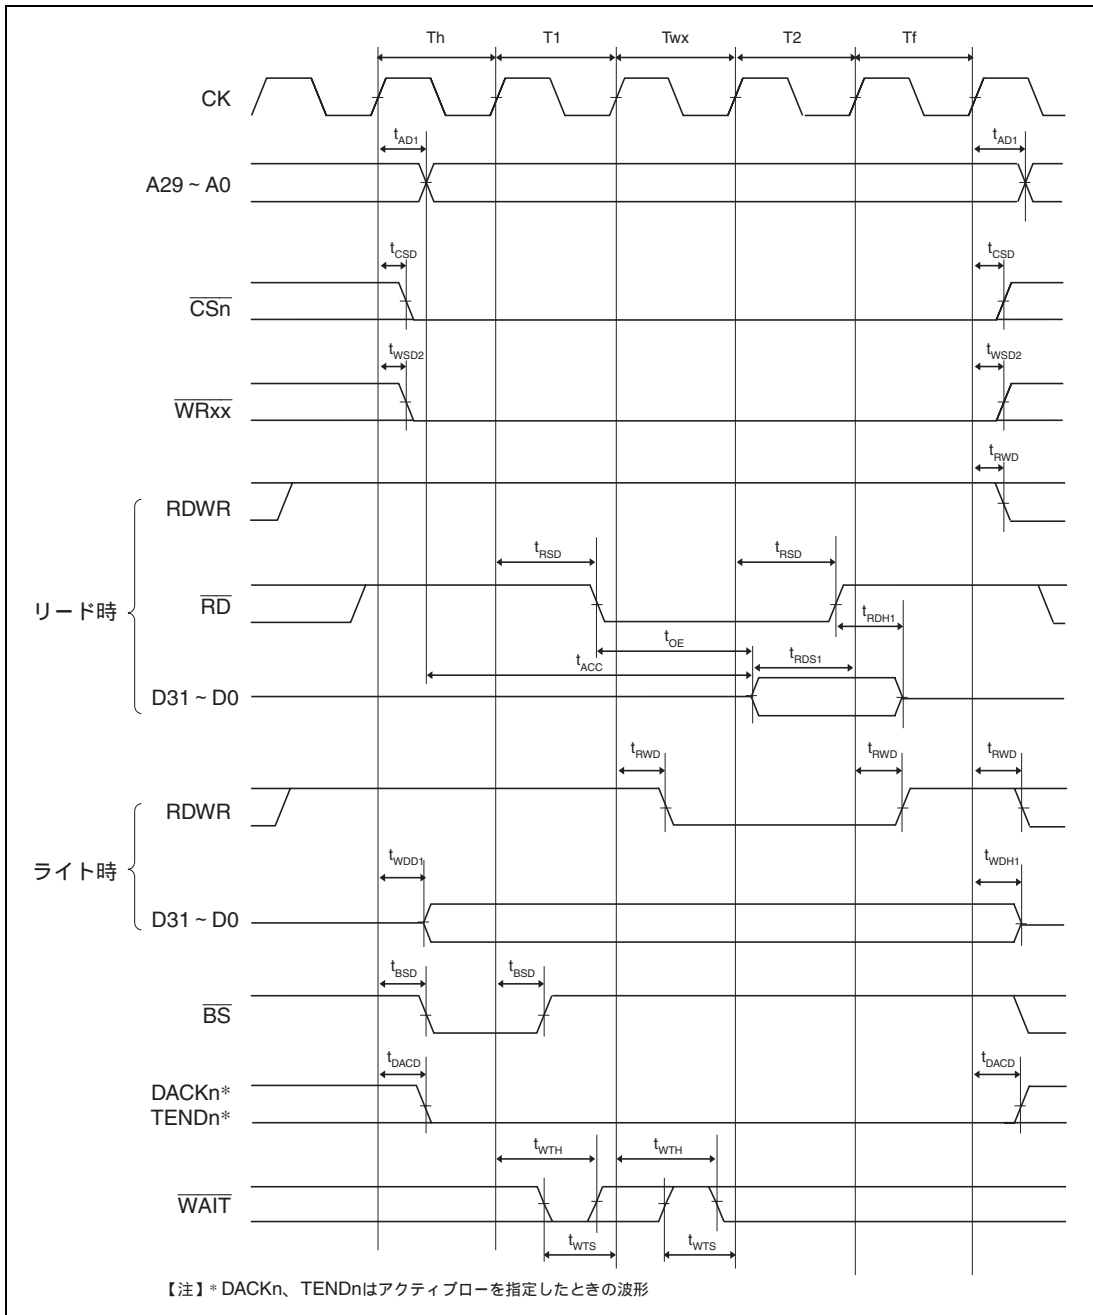 Th T1 Twx T2 Tf
CK
tAD1 tAD1
A29 ~ A0
tCSD tCSD
CSn
tWSD2 tWSD2
WRxx
tRWD
RDWR
tRSD tRSD
リード時
RD
tRDH1
tOE
tACC tRDS1
D31 ~ D0
tRWD tRWD tRWD
RDWR
ライト時
tWDD1 tWDH1
D31 ~ D0
tBSD tBSD
BS
tDACD tDACD
DACKn*
TENDn*
tWTH tWTH
WAIT
tWTS tWTS
【注】* DACKn、TENDnはアクティブローを指定したときの波形